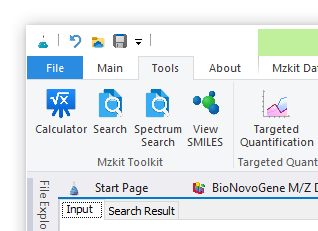 File Main Tools About Mzkit Dat
Calculator Search Spectrum Search View SMILES Targeted Quantification
Mzkit Toolkit Targeted Quant
File Explo
Start Page BioNovoGene M/Z D
Input Search Result